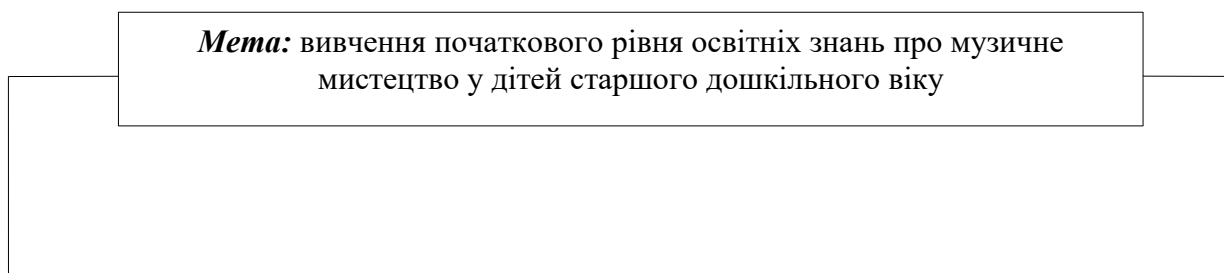 Мета: вивчення початкового рівня освітніх знань про музичне
мистецтво у дітей старшого дошкільного віку